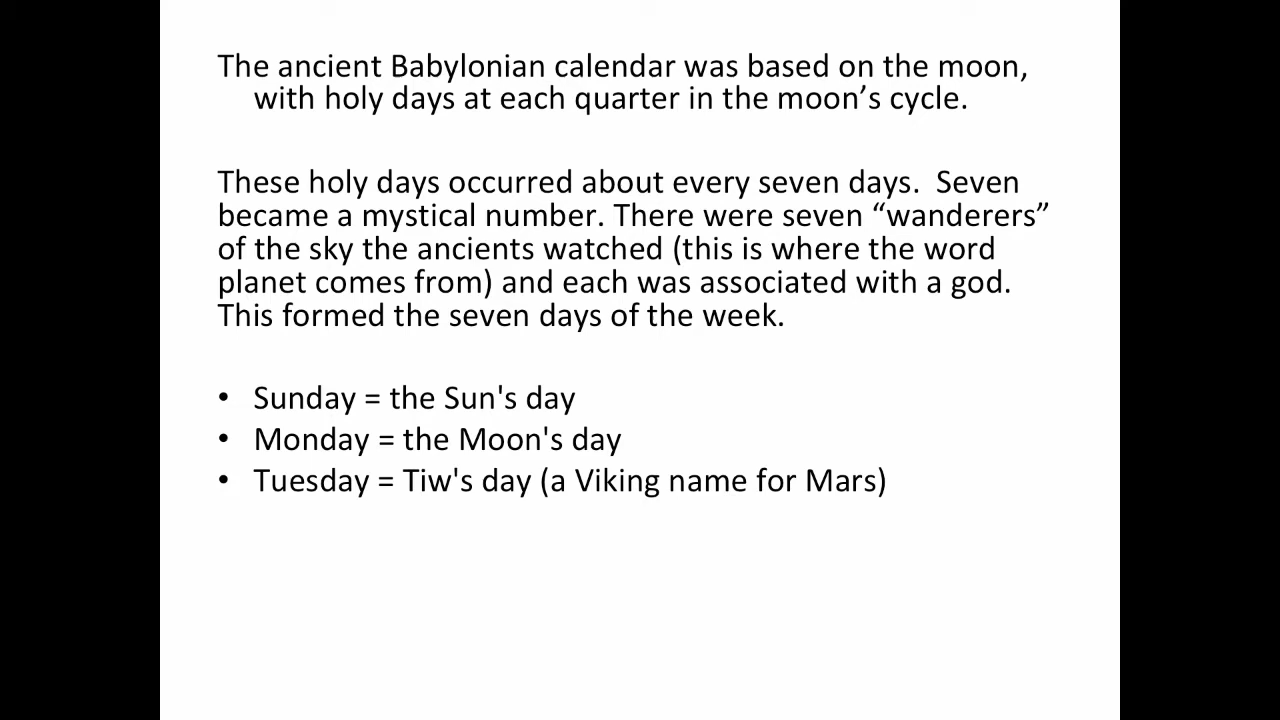 The ancient Babylonian calendar was based on the moon,
with holy days at each quarter in the moon’s cycle.
These holy days occurred about every seven days.  Seven
became a mystical number. There were seven “wanderers”
of the sky the ancients watched (this is where the word
planet comes from) and each was associated with a god.
This formed the seven days of the week.
• Sunday = the Sun's day
• Monday = the Moon's day
• Tuesday = Tiw's day (a Viking name for Mars)